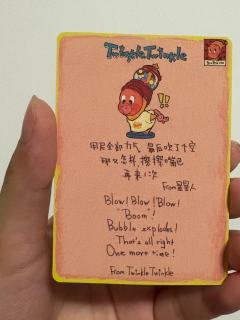 Twinkle Twinkle
!!
用尽全部力气 最后吹了个空
那又怎样 擦擦嘴巴
再来1次
From 星星人
Blow! Blow! Blow!
"Boom"!
Bubble explodes!
That's all right
One more time!
From Twinkle Twinkle